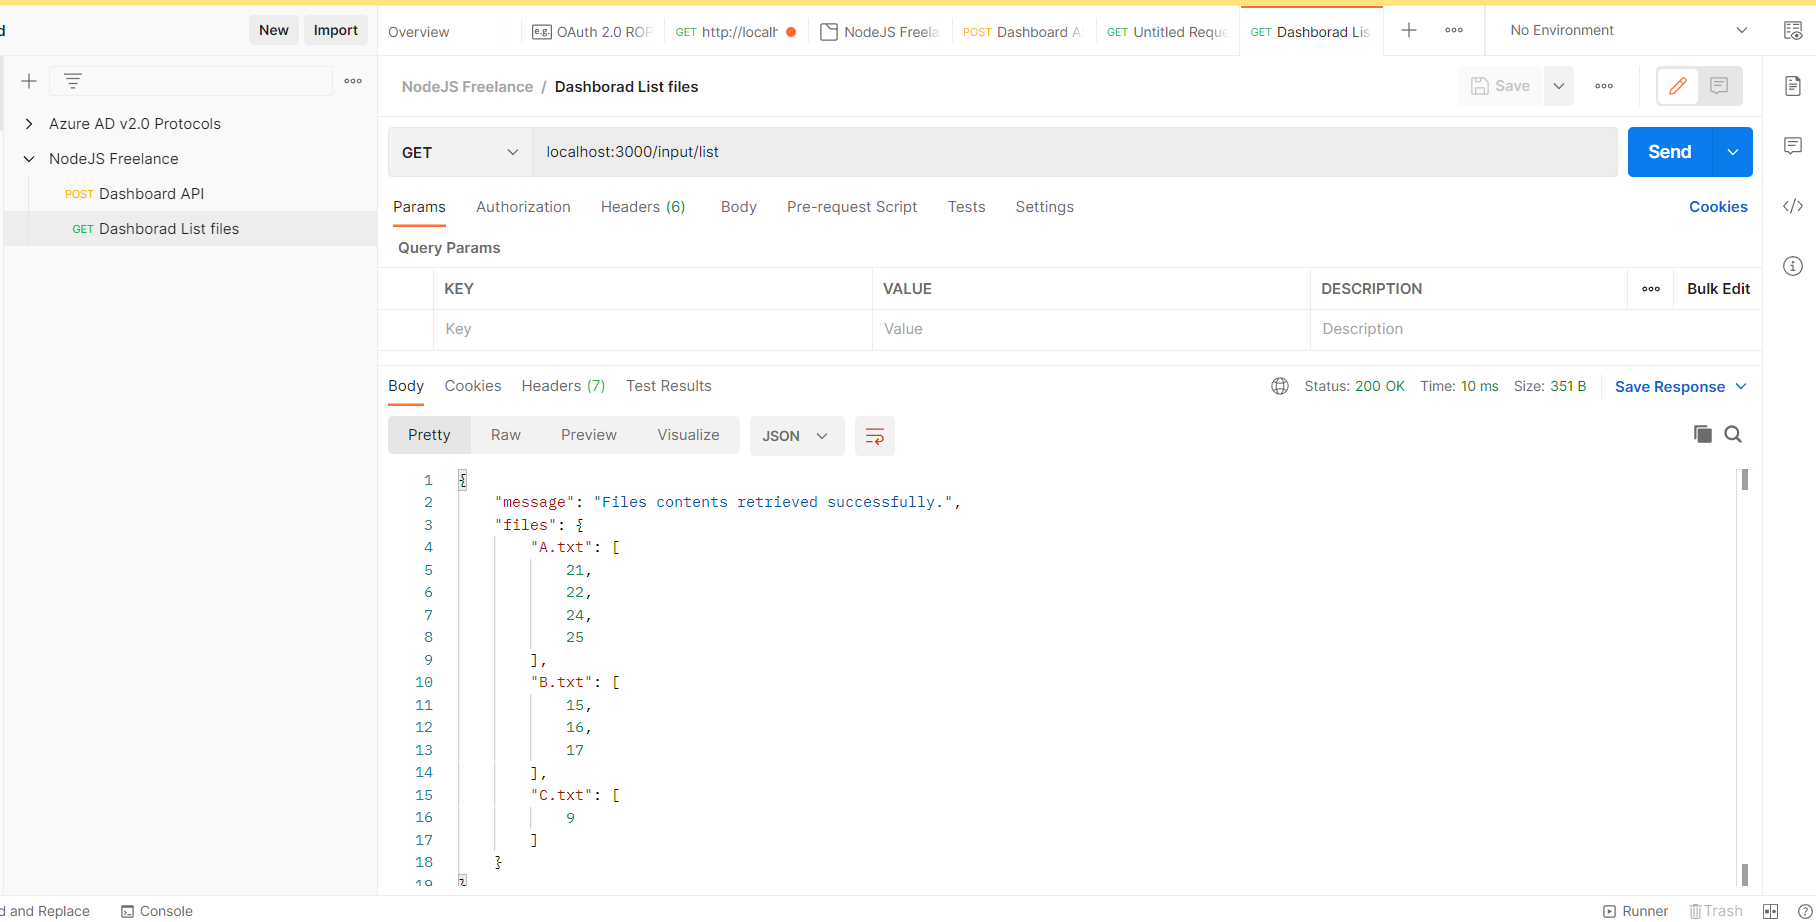 d
New
Import
Overview
OAuth 2.0 ROP
GET http://localh
NodeJS Freela
POST Dashboard A
GET Untitled Reque
GET Dashborad Lis
No Environment
NodeJS Freelance / Dashborad List files
Save
Azure AD v2.0 Protocols
NodeJS Freelance
POST Dashboard API
GET Dashborad List files
GET
localhost:3000/input/list
Send
Params
Authorization
Headers (6)
Body
Pre-request Script
Tests
Settings
Cookies
Query Params
KEY
VALUE
DESCRIPTION
Bulk Edit
Key
Value
Description
Body
Cookies
Headers (7)
Test Results
Status: 200 OK
Time: 10 ms
Size: 351 B
Save Response
Pretty
Raw
Preview
Visualize
JSON
1 {
2 "message": "Files contents retrieved successfully.",
3 "files": {
4 "A.txt": [
5 21,
6 22,
7 24,
8 25
9 ],
10 "B.txt": [
11 15,
12 16,
13 17
14 ],
15 "C.txt": [
16 9
17 ]
18 }
19 }
d and Replace
Console
Runner
Trash